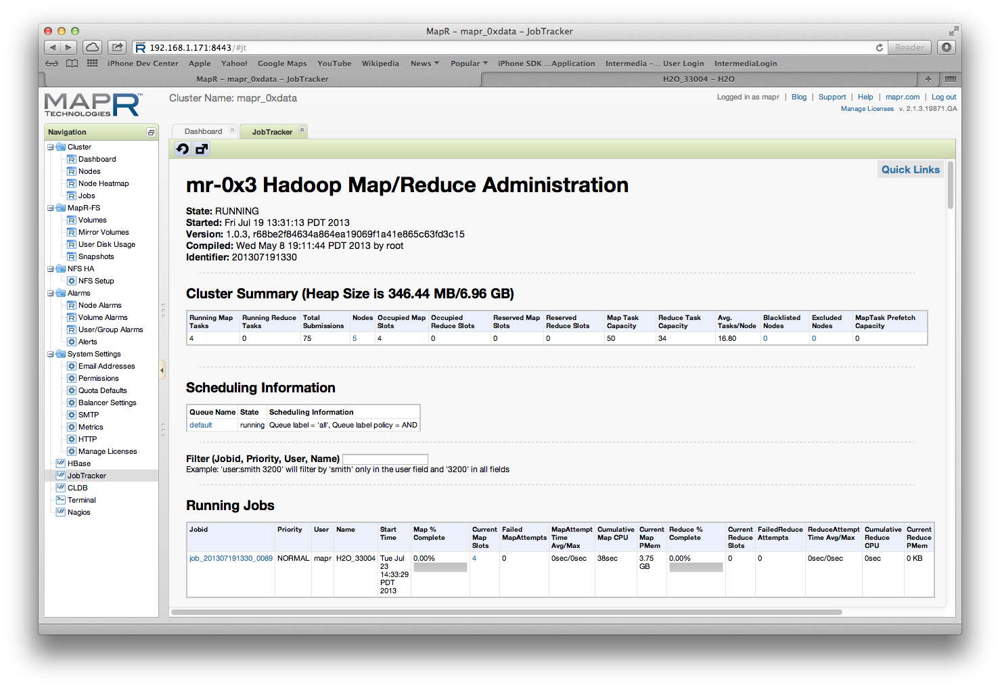 MapR – mapr_0xdata – JobTracker
192.168.1.171:8443/#jt
Reader
iPhone Dev Center Apple Yahoo! Google Maps YouTube Wikipedia News ▼ Popular ▼ iPhone SDK ...Application Intermedia –... User Login IntermediaLogin
MapR – mapr_0xdata – JobTracker
H2O_33004 – H2O
MAPR™
TECHNOLOGIES
Cluster Name: mapr_0xdata
Logged in as mapr | Blog | Support | Help | mapr.com | Log out
Manage Licenses v. 2.1.3.19871.GA
Navigation
Cluster
Dashboard
Nodes
Node Heatmap
Jobs
MapR-FS
Volumes
Mirror Volumes
User Disk Usage
Snapshots
NFS HA
NFS Setup
Alarms
Node Alarms
Volume Alarms
User/Group Alarms
Alerts
System Settings
Email Addresses
Permissions
Quota Defaults
Balancer Settings
SMTP
Metrics
HTTP
Manage Licenses
HBase
JobTracker
CLDB
Terminal
Nagios
Dashboard
JobTracker
Quick Links
mr-0x3 Hadoop Map/Reduce Administration
State: RUNNING
Started: Fri Jul 19 13:31:13 PDT 2013
Version: 1.0.3, r68be2f84634a864ea19069f1a41e865c63fd3c15
Compiled: Wed May 8 19:11:44 PDT 2013 by root
Identifier: 201307191330
Cluster Summary (Heap Size is 346.44 MB/6.96 GB)
Running Map Tasks Running Reduce Tasks Total Submissions Nodes Occupied Map Slots Occupied Reduce Slots Reserved Map Slots Reserved Reduce Slots Map Task Capacity Reduce Task Capacity Avg. Tasks/Node Blacklisted Nodes Excluded Nodes MapTask Prefetch Capacity
4 0 75 5 4 0 0 0 50 34 16.80 0 0 0
Scheduling Information
Queue Name State Scheduling Information
default running Queue label = 'all', Queue label policy = AND
Filter (Jobid, Priority, User, Name)
Example: 'user:smith 3200' will filter by 'smith' only in the user field and '3200' in all fields
Running Jobs
Jobid Priority User Name Start Time Map % Complete Current Map Slots Failed MapAttempts MapAttempt Time Avg/Max Cumulative Map CPU Current Map PMem Reduce % Complete Current Reduce Slots FailedReduce Attempts ReduceAttempt Time Avg/Max Cumulative Reduce CPU Current Reduce PMem
job_201307191330_0089 NORMAL mapr H2O_33004 Tue Jul 23 14:33:29 PDT 2013 0.00% 4 0 0sec/0sec 38sec 3.75 GB 0.00% 0 0 0sec/0sec 0sec 0 KB